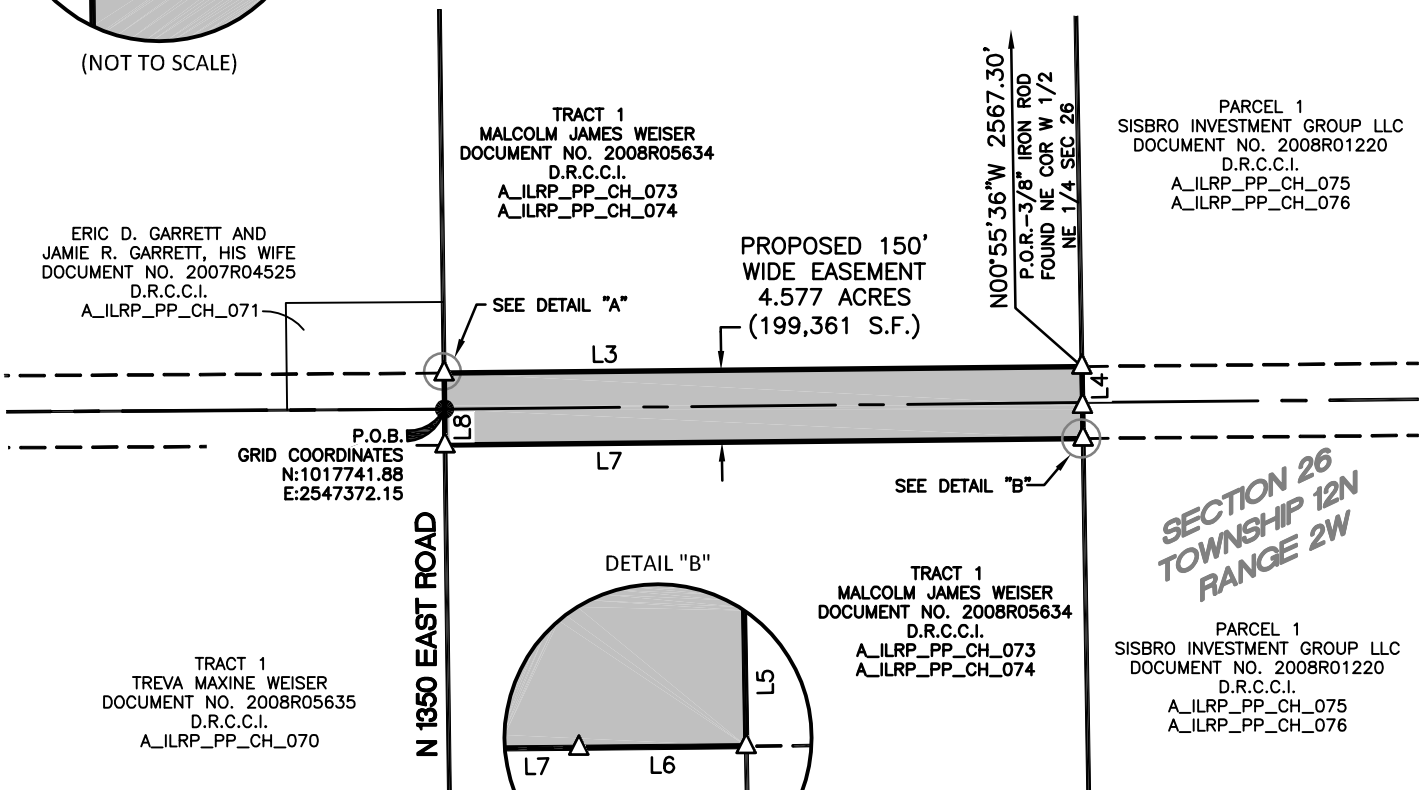 (NOT TO SCALE)
TRACT 1
MALCOLM JAMES WEISER
DOCUMENT NO. 2008R05634
D.R.C.C.I.
A_ILRP_PP_CH_073
A_ILRP_PP_CH_074
N00°55'36"W 2567.30'
P.O.R.-3/8" IRON ROD
FOUND NE COR W 1/2
NE 1/4 SEC 26
PARCEL 1
SISBRO INVESTMENT GROUP LLC
DOCUMENT NO. 2008R01220
D.R.C.C.I.
A_ILRP_PP_CH_075
A_ILRP_PP_CH_076
ERIC D. GARRETT AND
JAMIE R. GARRETT, HIS WIFE
DOCUMENT NO. 2007R04525
D.R.C.C.I.
A_ILRP_PP_CH_071
SEE DETAIL "A"
PROPOSED 150'
WIDE EASEMENT
4.577 ACRES
(199,361 S.F.)
L3
L4
L8
L7
P.O.B.
GRID COORDINATES
N:1017741.88
E:2547372.15
SEE DETAIL "B"
SECTION 26
TOWNSHIP 12N
RANGE 2W
N 1350 EAST ROAD
DETAIL "B"
L5
L7
L6
TRACT 1
MALCOLM JAMES WEISER
DOCUMENT NO. 2008R05634
D.R.C.C.I.
A_ILRP_PP_CH_073
A_ILRP_PP_CH_074
PARCEL 1
SISBRO INVESTMENT GROUP LLC
DOCUMENT NO. 2008R01220
D.R.C.C.I.
A_ILRP_PP_CH_075
A_ILRP_PP_CH_076
TRACT 1
TREVA MAXINE WEISER
DOCUMENT NO. 2008R05635
D.R.C.C.I.
A_ILRP_PP_CH_070